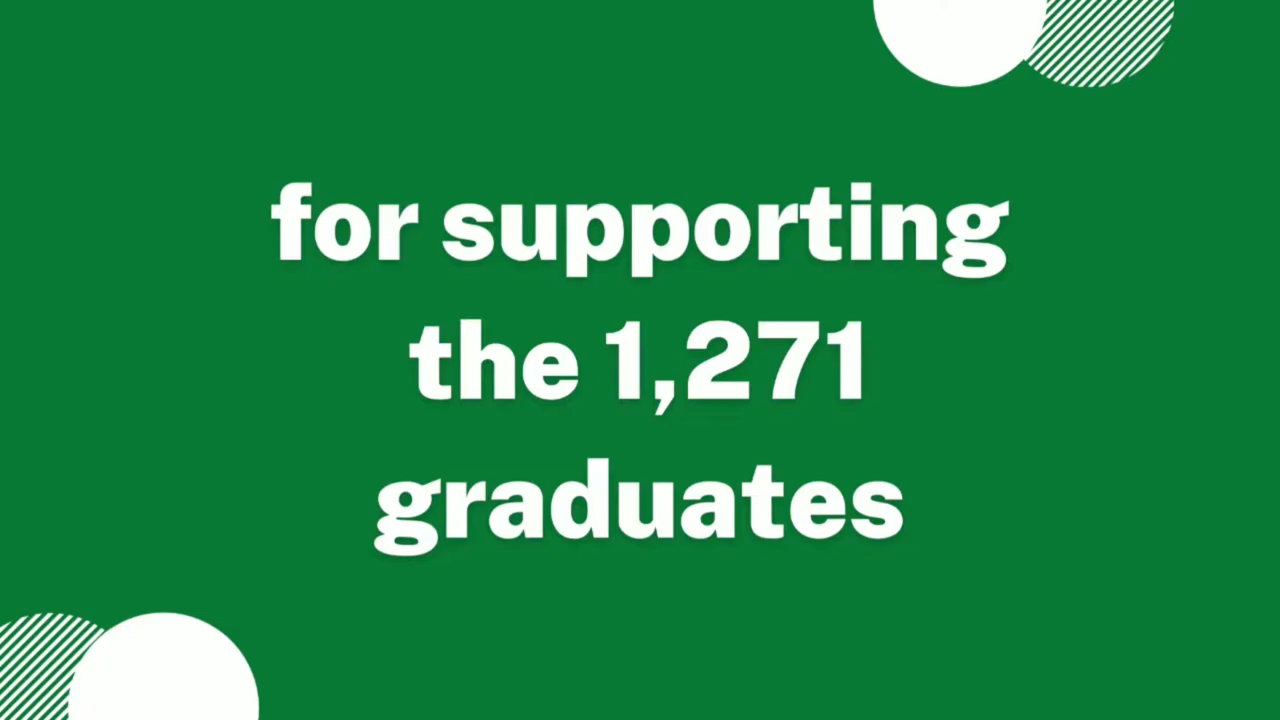 for supporting
the 1,271
graduates